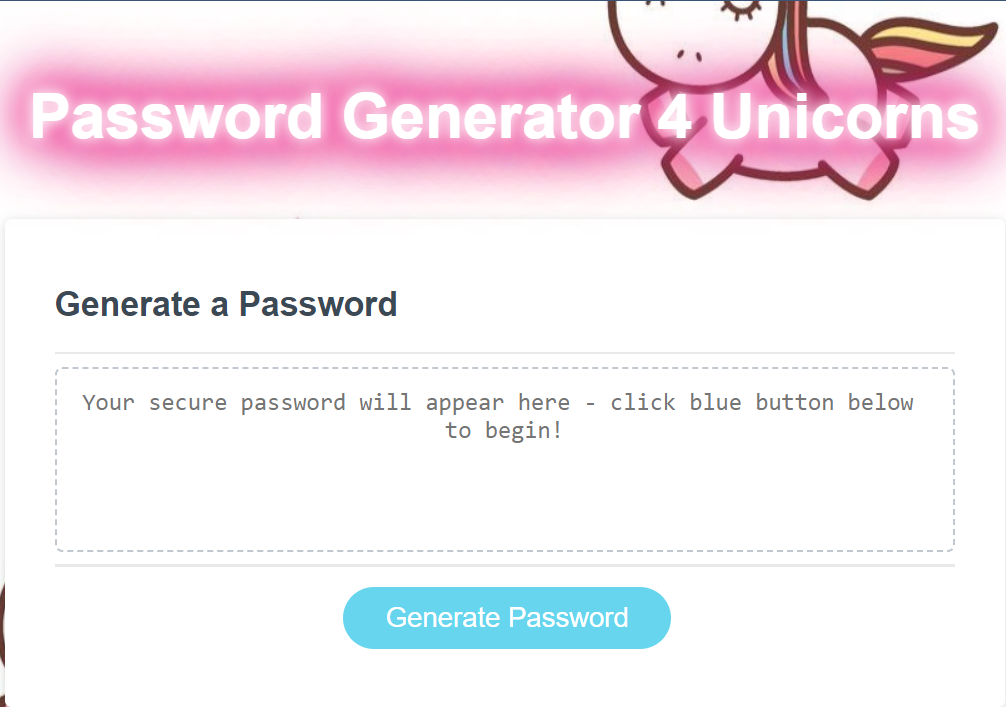 Password Generator 4 Unicorns
Generate a Password
Your secure password will appear here - click blue button below
to begin!
Generate Password